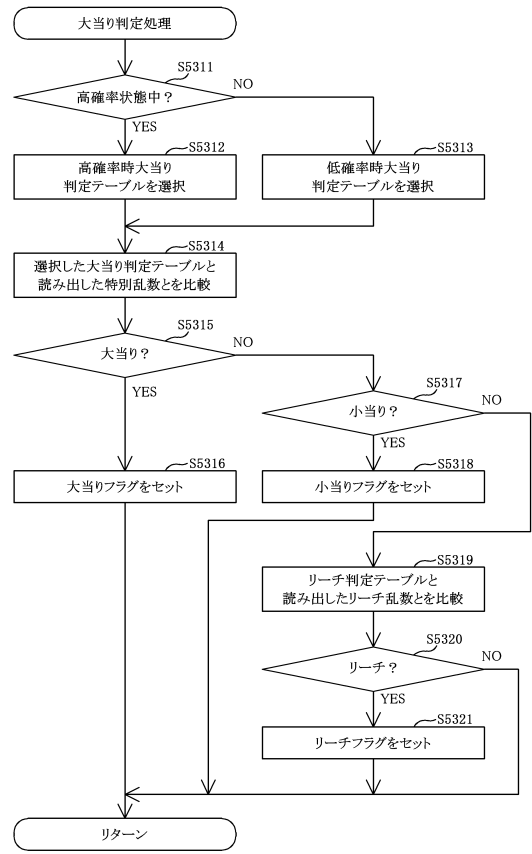 大当り判定処理
S5311
高確率状態中？
NO
YES
S5312
高確率時大当り
判定テーブルを選択
S5313
低確率時大当り
判定テーブルを選択
S5314
選択した大当り判定テーブルと
読み出した特別乱数とを比較
S5315
大当り？
NO
YES
S5317
小当り？
NO
YES
S5316
大当りフラグをセット
S5318
小当りフラグをセット
S5319
リーチ判定テーブルと
読み出したリーチ乱数とを比較
S5320
リーチ？
NO
YES
S5321
リーチフラグをセット
リターン